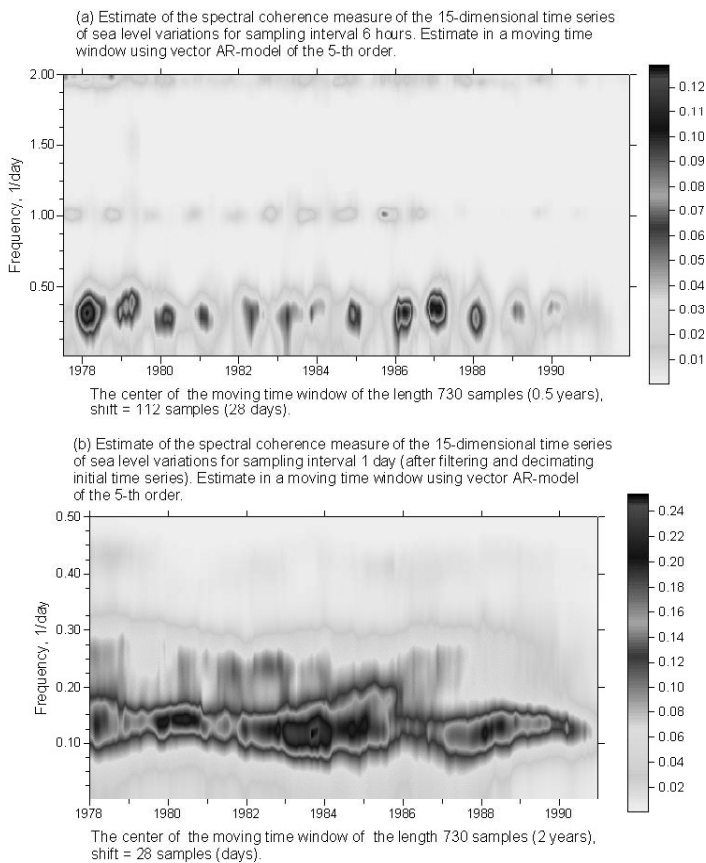 (a) Estimate of the spectral coherence measure of the 15-dimensional time series
of sea level variations for sampling interval 6 hours. Estimate in a moving time
window using vector AR-model of the 5-th order.
2.00
1.50
1.00
0.50
Frequency, 1/day
1978 1980 1982 1984 1986 1988 1990
0.12
0.11
0.10
0.09
0.08
0.07
0.06
0.05
0.04
0.03
0.02
0.01
The center of the moving time window of the length 730 samples (0.5 years),
shift = 112 samples (28 days).
(b) Estimate of the spectral coherence measure of the 15-dimensional time series
of sea level variations for sampling interval 1 day (after filtering and decimating
initial time series). Estimate in a moving time window using vector AR-model
of the 5-th order.
0.50
0.40
0.30
0.20
0.10
Frequency, 1/day
1978 1980 1982 1984 1986 1988 1990
0.24
0.22
0.20
0.18
0.16
0.14
0.12
0.10
0.08
0.06
0.04
0.02
The center of the moving time window of the length 730 samples (2 years),
shift = 28 samples (days).